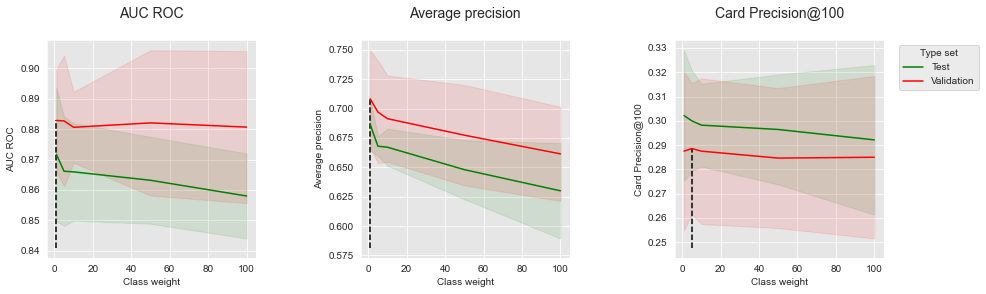 AUC ROC
Average precision
Card Precision@100
AUC ROC
0.90
0.89
0.88
0.87
0.86
0.85
0.84
0 20 40 60 80 100
Class weight
Average precision
0.750
0.725
0.700
0.675
0.650
0.625
0.600
0.575
0 20 40 60 80 100
Class weight
Card Precision@100
0.33
0.32
0.31
0.30
0.29
0.28
0.27
0.26
0.25
0 20 40 60 80 100
Class weight
Type set
Test
Validation